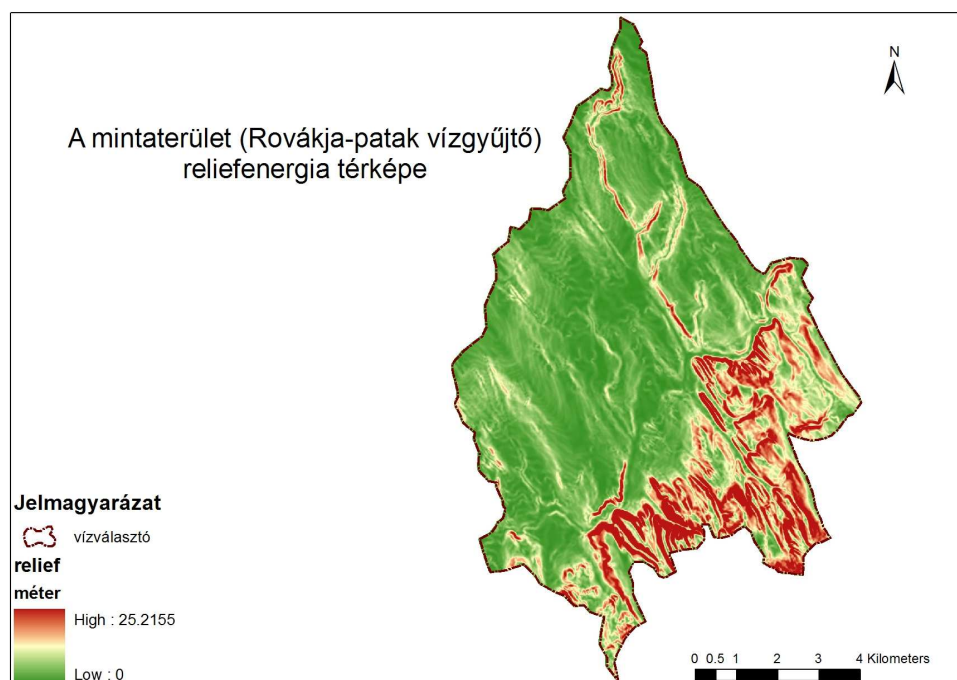 N
A mintaterület (Rovákja-patak vízgyűjtő)
reliefenergia térképe
Jelmagyarázat
vízválasztó
relief
méter
High : 25.2155
Low : 0
0 0.5 1 2 3 4 Kilometers